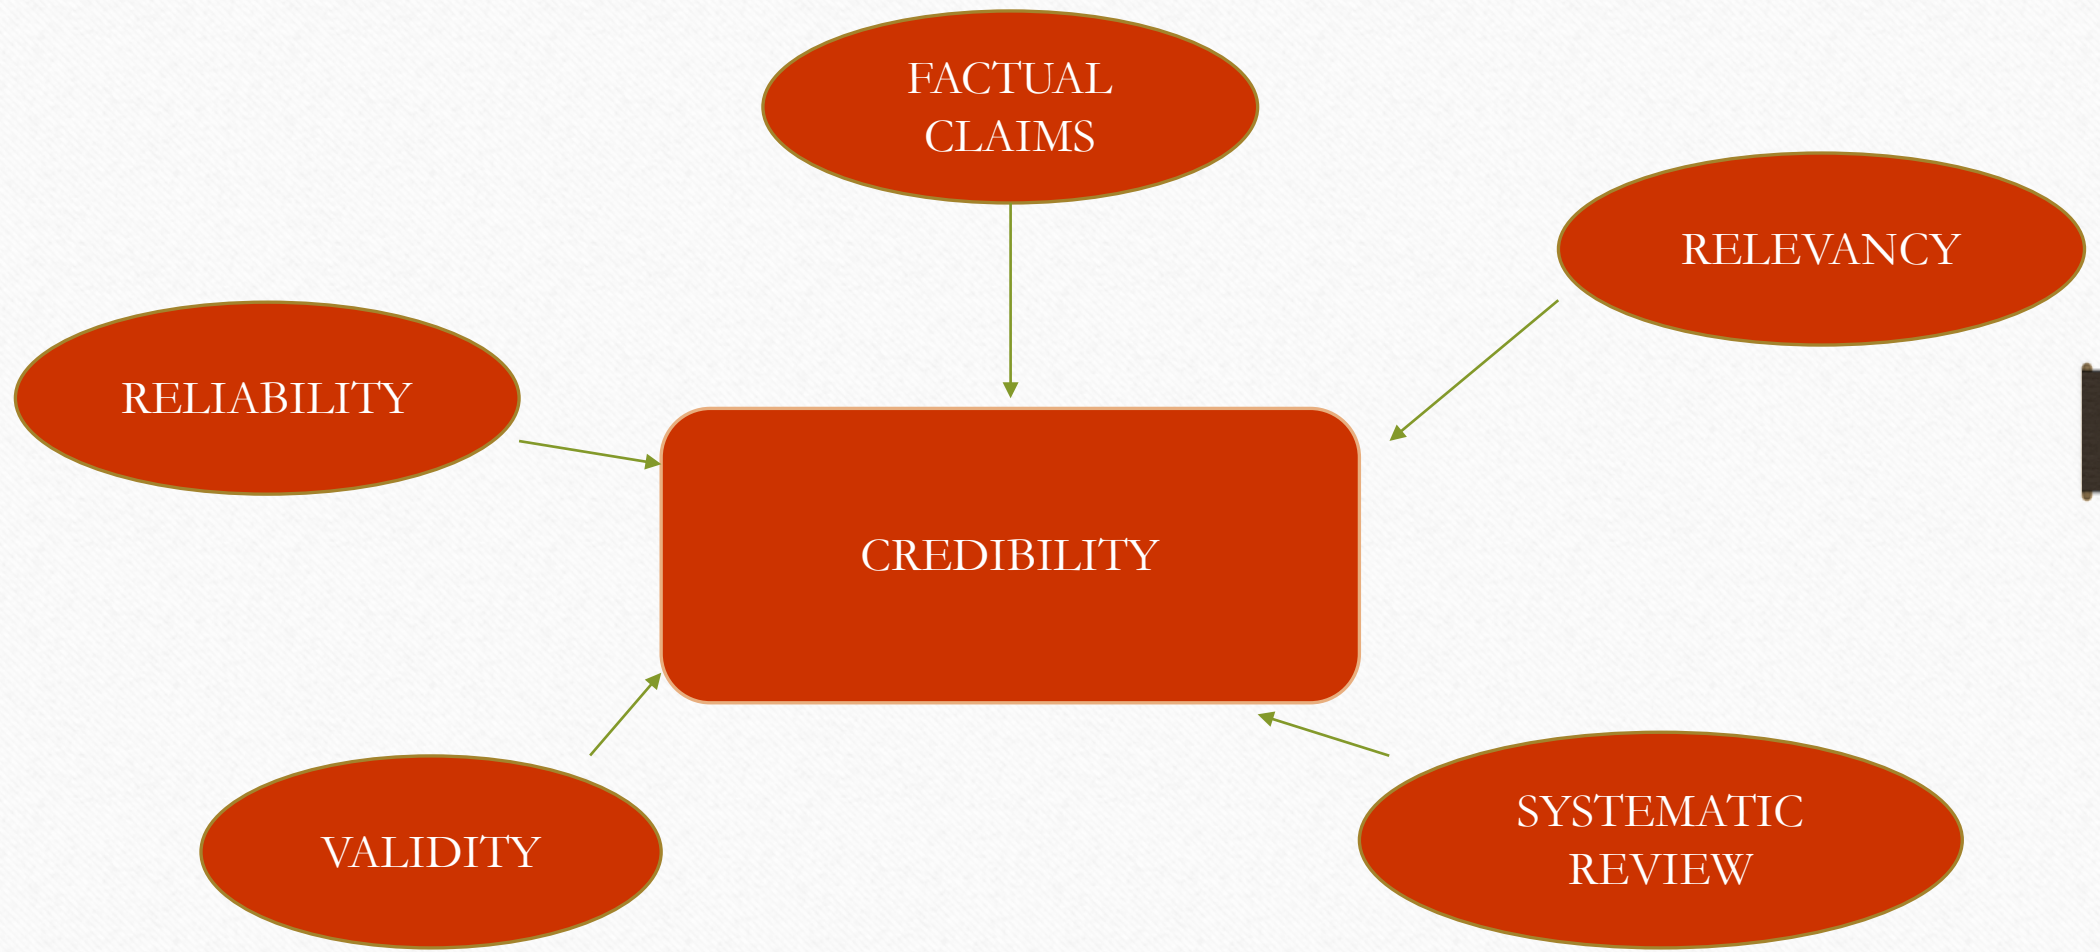 FACTUAL
CLAIMS
RELEVANCY
RELIABILITY
CREDIBILITY
VALIDITY
SYSTEMATIC
REVIEW